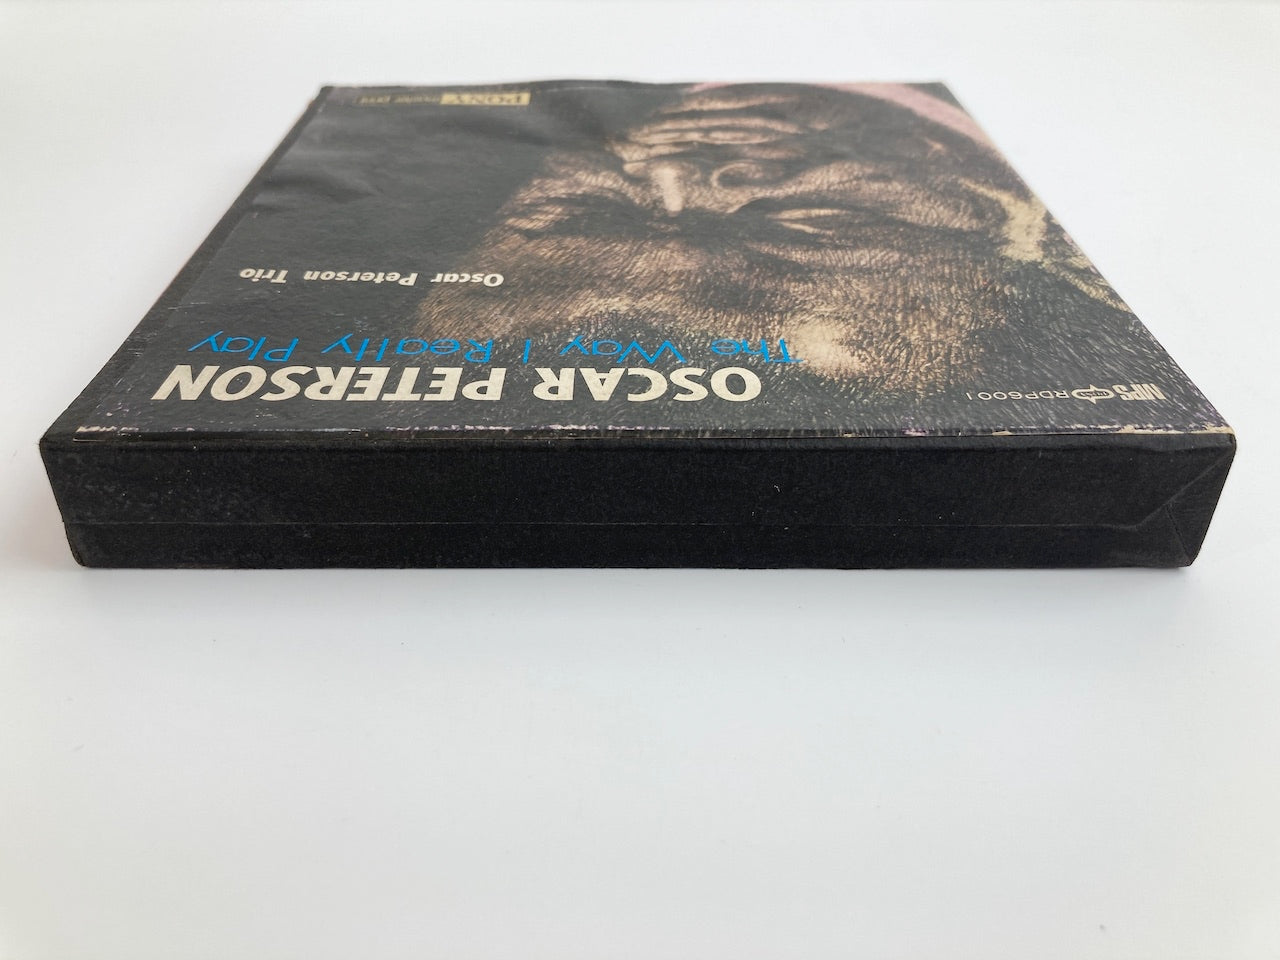 MPS RDP6001
OSCAR PETERSON
The Way I Really Play
Oscar Peterson Trio
PONY